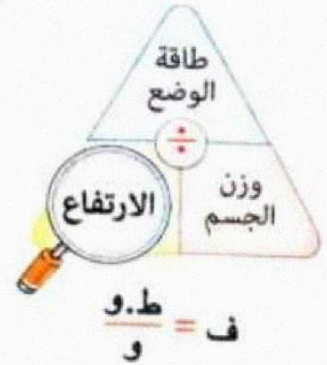 طاقة
الوضع
÷
وزن
الجسم
الارتفاع
ف = ط.و / و